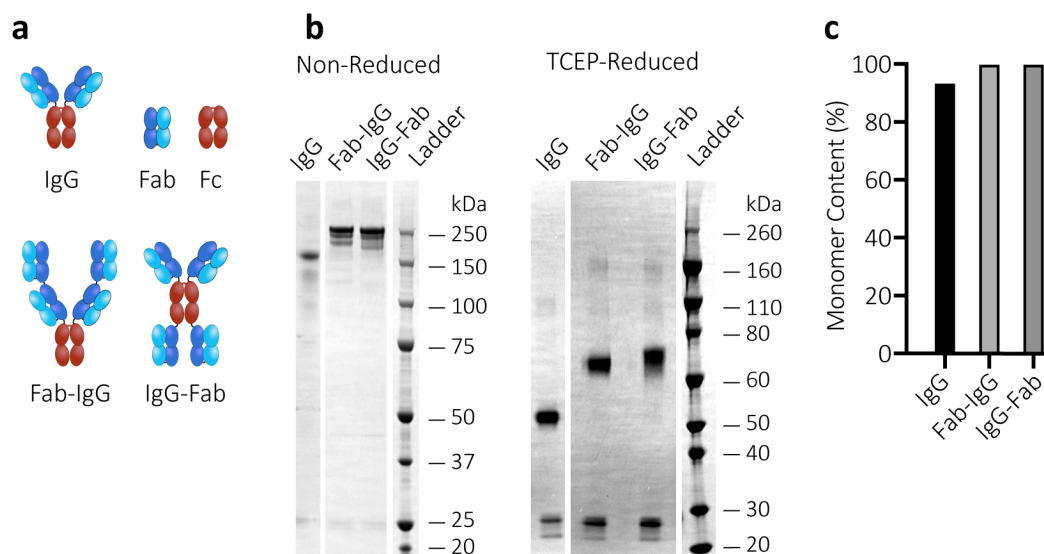 a
IgG
Fab
Fc
Fab-IgG
IgG-Fab
b
Non-Reduced
IgG
Fab-IgG
IgG-Fab
Ladder
kDa
250
150
100
75
50
37
25
20
TCEP-Reduced
IgG
Fab-IgG
IgG-Fab
Ladder
kDa
260
160
110
80
60
50
40
30
20
c
Monomer Content (%)
100
80
60
40
20
0
IgG
Fab-IgG
IgG-Fab